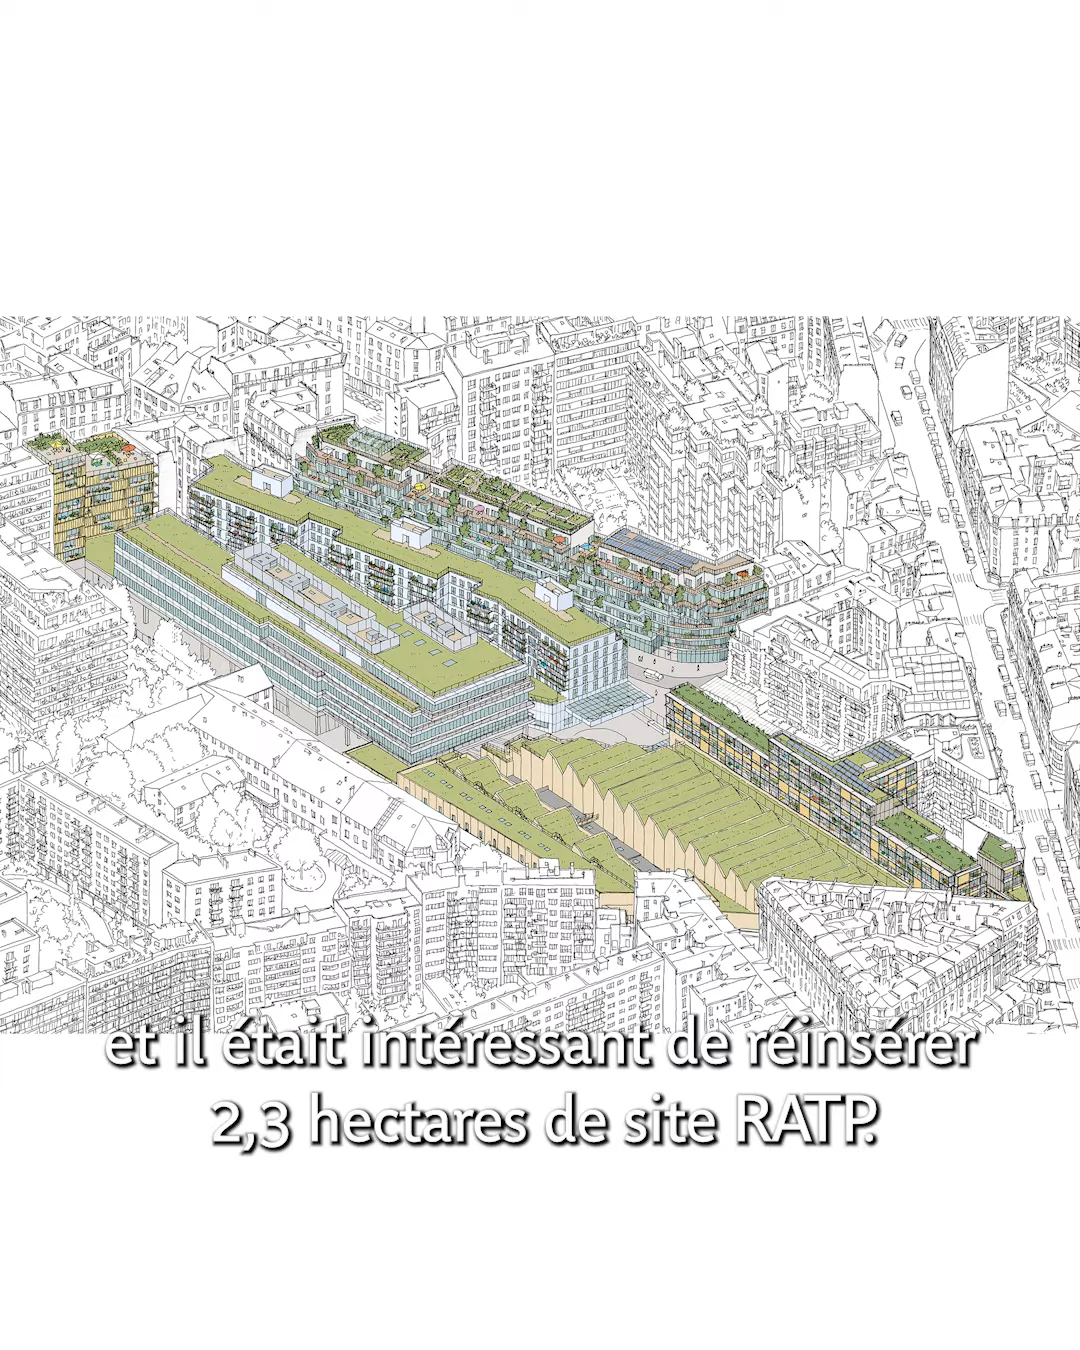 et il était intéressant de réinsérer
2,3 hectares de site RATP.